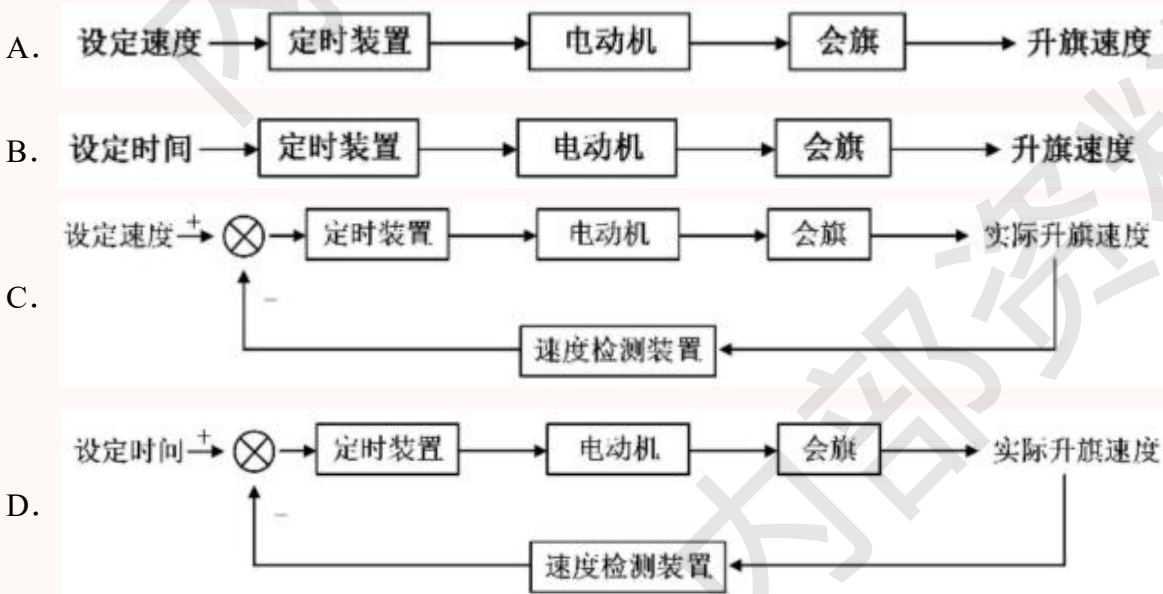 A. 设定速度 定时装置 电动机 会旗 升旗速度
B. 设定时间 定时装置 电动机 会旗 升旗速度
设定速度 + 定时装置 电动机 会旗 实际升旗速度
C. −
速度检测装置
设定时间 + 定时装置 电动机 会旗 实际升旗速度
D. −
速度检测装置
内部资料